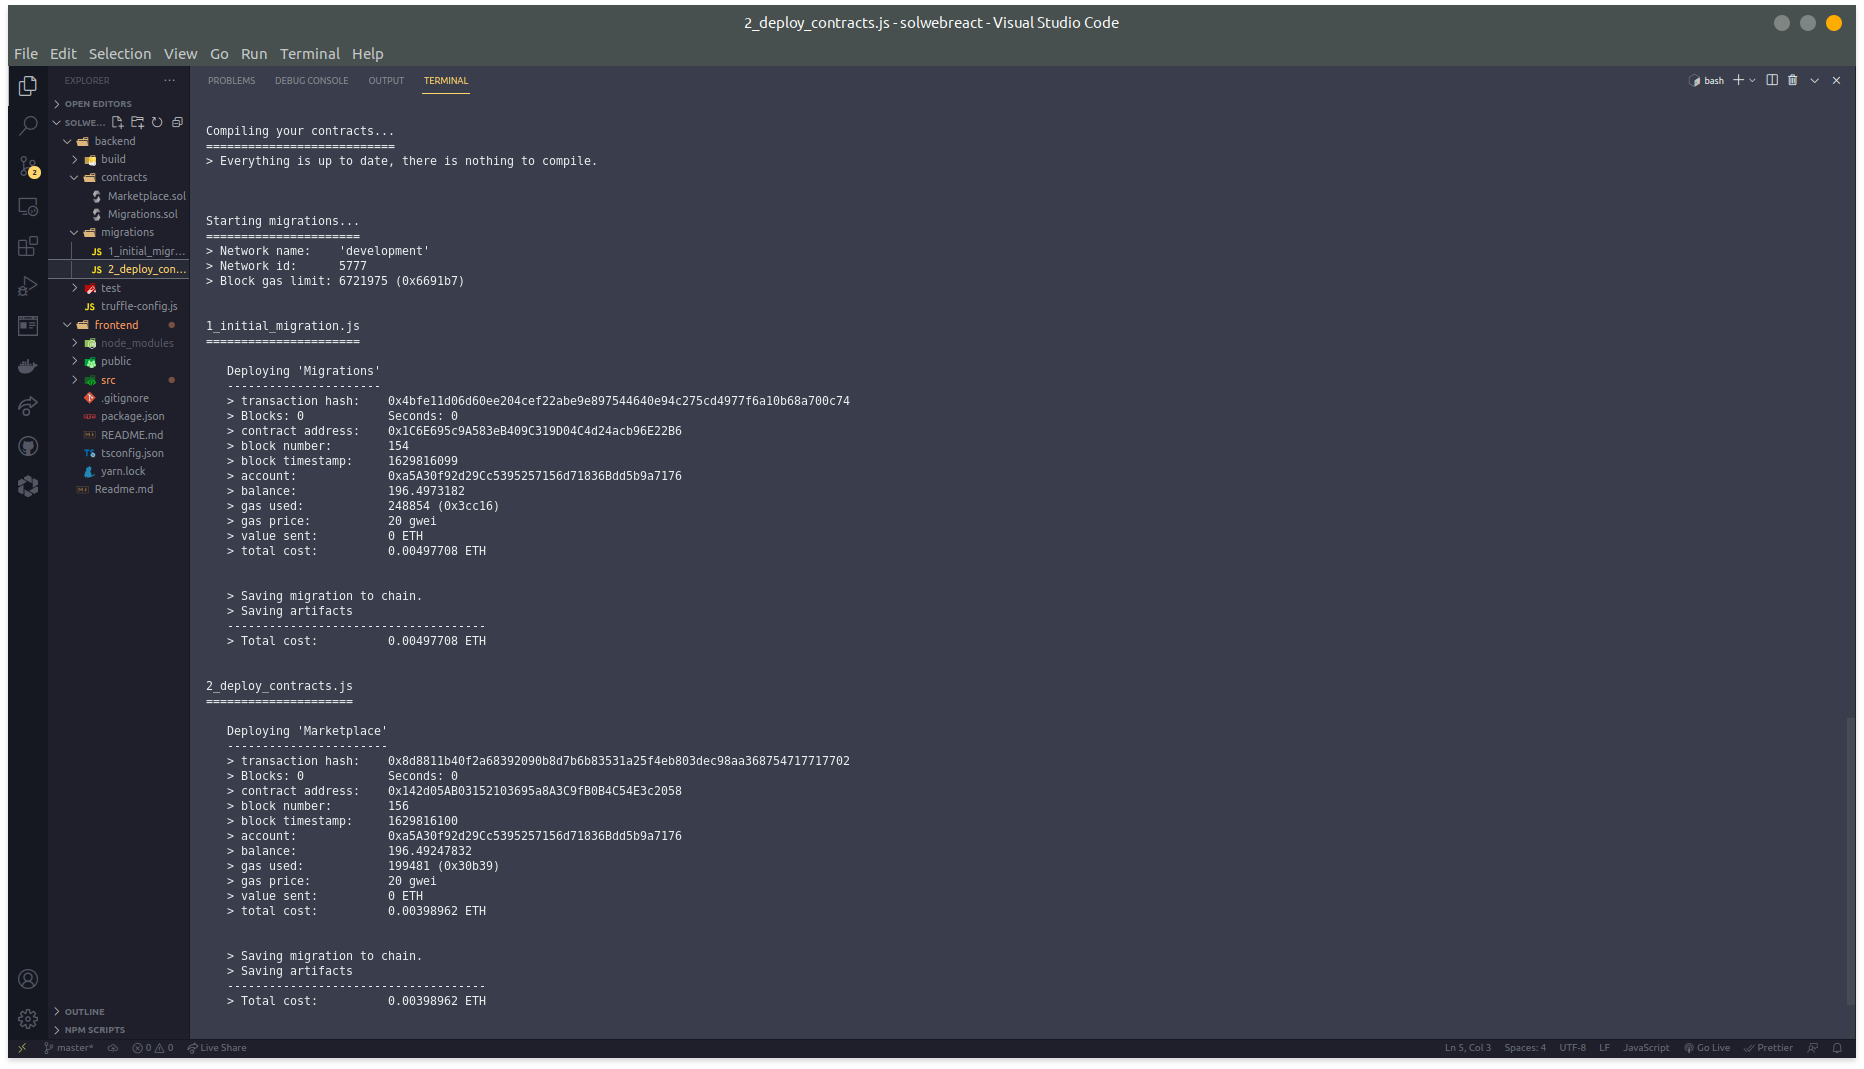 2_deploy_contracts.js - solwebreact - Visual Studio Code
File Edit Selection View Go Run Terminal Help
EXPLORER ...
OPEN EDITORS
SOLWE...
backend
build
contracts
Marketplace.sol
Migrations.sol
migrations
JS 1_initial_migr...
JS 2_deploy_con...
test
JS truffle-config.js
frontend
node_modules
public
src
.gitignore
package.json
README.md
TS tsconfig.json
yarn.lock
Readme.md
OUTLINE
NPM SCRIPTS
2
PROBLEMS DEBUG CONSOLE OUTPUT TERMINAL
bash
Compiling your contracts...
===========================
> Everything is up to date, there is nothing to compile.
Starting migrations...
======================
> Network name:    'development'
> Network id:      5777
> Block gas limit: 6721975 (0x6691b7)
1_initial_migration.js
======================
Deploying 'Migrations'
----------------------
> transaction hash:    0x4bfe11d06d60ee204cef22abe9e897544640e94c275cd4977f6a10b68a700c74
> Blocks: 0            Seconds: 0
> contract address:    0x1C6E695c9A583eB409C319D04C4d24acb96E22B6
> block number:        154
> block timestamp:     1629816099
> account:             0xa5A30f92d29Cc5395257156d71836Bdd5b9a7176
> balance:             196.4973182
> gas used:            248854 (0x3cc16)
> gas price:           20 gwei
> value sent:          0 ETH
> total cost:          0.00497708 ETH
> Saving migration to chain.
> Saving artifacts
-------------------------------------
> Total cost:          0.00497708 ETH
2_deploy_contracts.js
=====================
Deploying 'Marketplace'
-----------------------
> transaction hash:    0x8d8811b40f2a68392090b8d7b6b83531a25f4eb803dec98aa368754717717702
> Blocks: 0            Seconds: 0
> contract address:    0x142d05AB03152103695a8A3C9fB0B4C54E3c2058
> block number:        156
> block timestamp:     1629816100
> account:             0xa5A30f92d29Cc5395257156d71836Bdd5b9a7176
> balance:             196.49247832
> gas used:            199481 (0x30b39)
> gas price:           20 gwei
> value sent:          0 ETH
> total cost:          0.00398962 ETH
> Saving migration to chain.
> Saving artifacts
-------------------------------------
> Total cost:          0.00398962 ETH
master* 0 0 Live Share Ln 5, Col 3 Spaces: 4 UTF-8 LF JavaScript Go Live Prettier